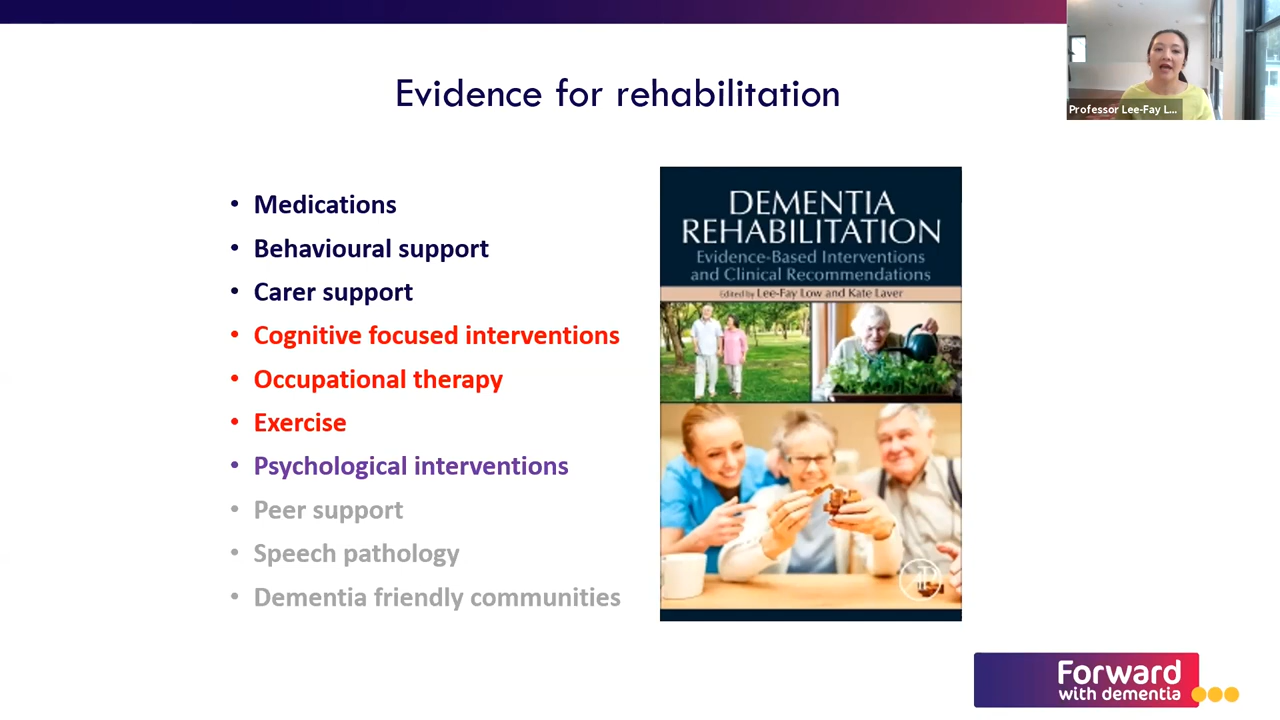 Evidence for rehabilitation
Professor Lee-Fay L...
• Medications
• Behavioural support
• Carer support
• Cognitive focused interventions
• Occupational therapy
• Exercise
• Psychological interventions
• Peer support
• Speech pathology
• Dementia friendly communities
DEMENTIA
REHABILITATION
Evidence-Based Interventions
and Clinical Recommendations
Edited by Lee-Fay Low and Kate Laver
Forward
with dementia